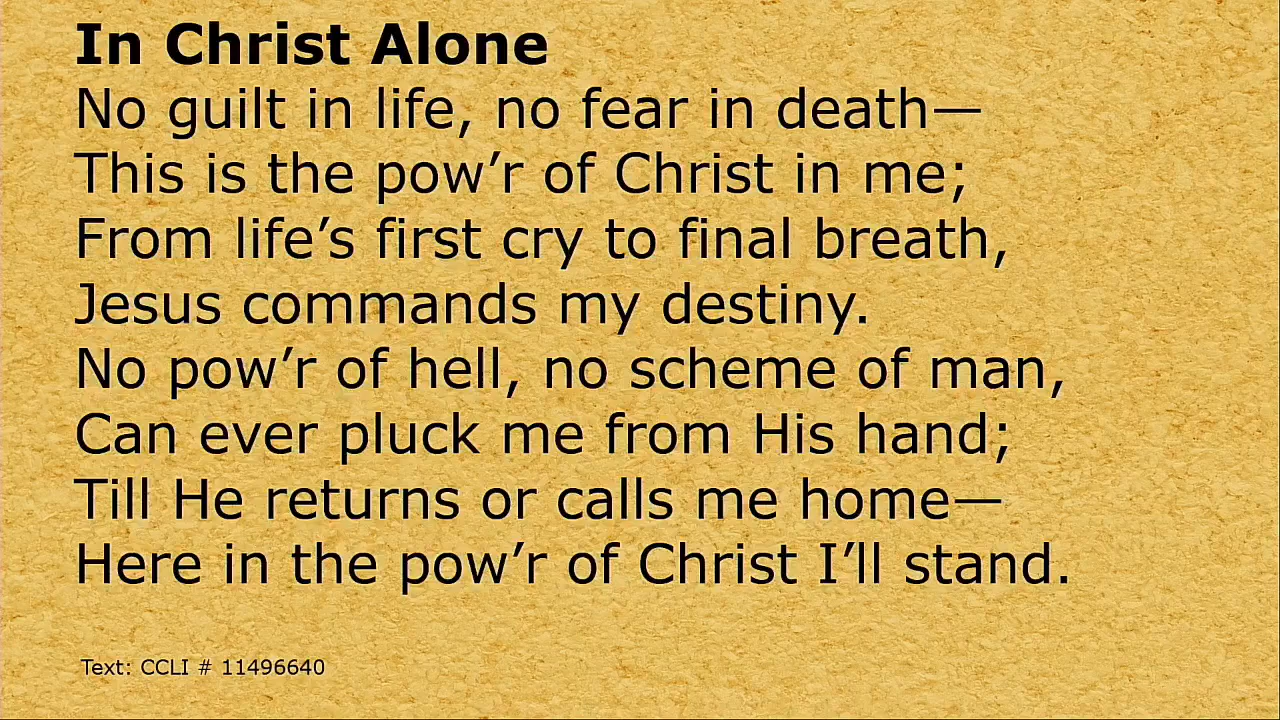 In Christ Alone
No guilt in life, no fear in death—
This is the pow’r of Christ in me;
From life’s first cry to final breath,
Jesus commands my destiny.
No pow’r of hell, no scheme of man,
Can ever pluck me from His hand;
Till He returns or calls me home—
Here in the pow’r of Christ I’ll stand.
Text: CCLI # 11496640